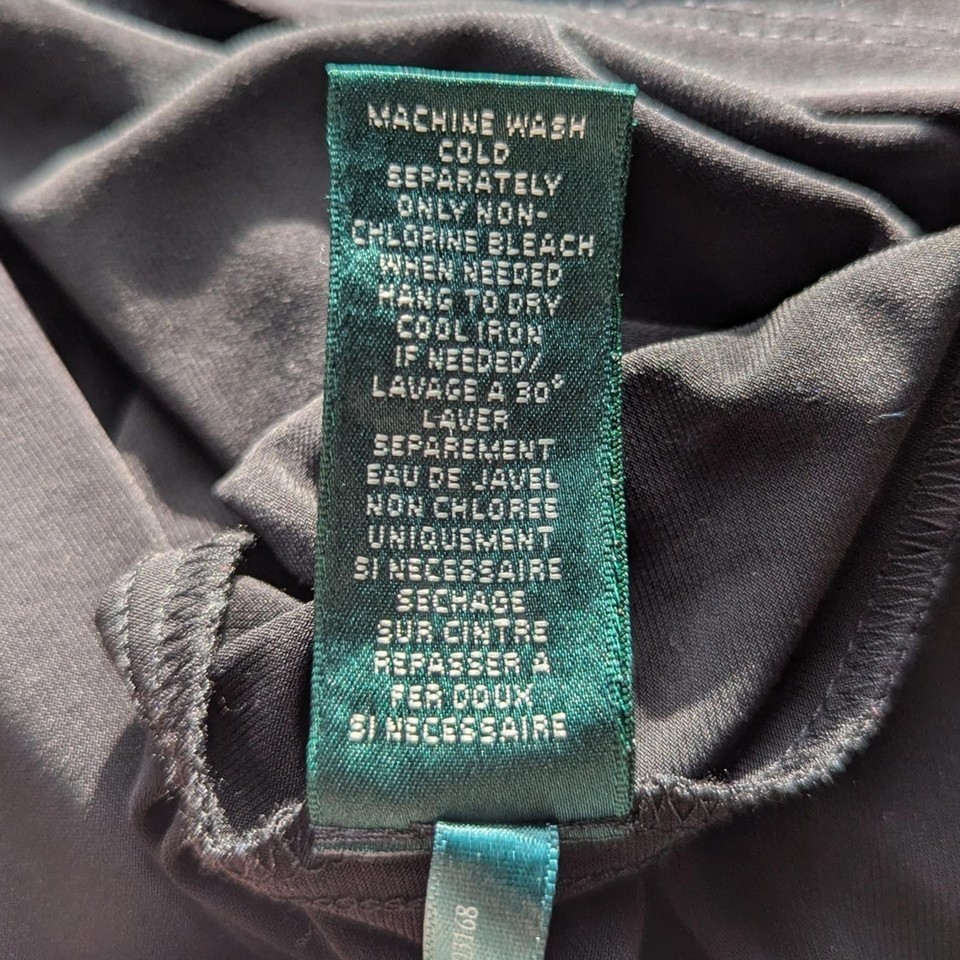 MACHINE WASH
COLD
SEPARATELY
ONLY NON-
CHLORINE BLEACH
WHEN NEEDED
HANG TO DRY
COOL IRON
IF NEEDED/
LAVAGE A 30°
LAVER
SEPAREMENT
EAU DE JAVEL
NON CHLOREE
UNIQUEMENT
SI NECESSAIRE
SECHAGE
SUR CINTRE
REPASSER A
FER DOUX
SI NECESSAIRE